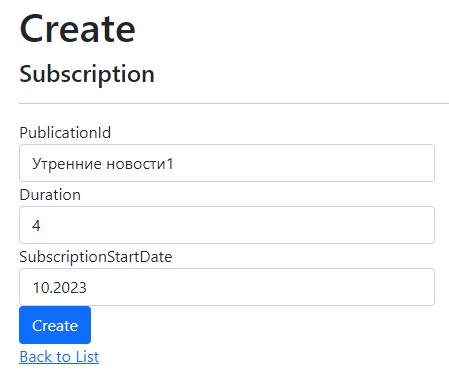 Create
Subscription
PublicationId
Утренние новости1
Duration
4
SubscriptionStartDate
10.2023
Create
Back to List